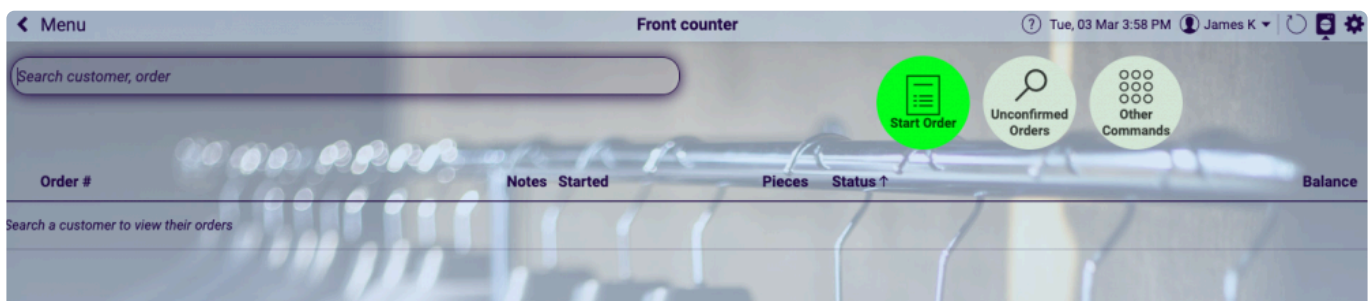 Menu
Front counter
? Tue, 03 Mar 3:58 PM James K
Search customer, order
Start Order
Unconfirmed
Orders
Other
Commands
Order # Notes Started Pieces Status↑ Balance
Search a customer to view their orders